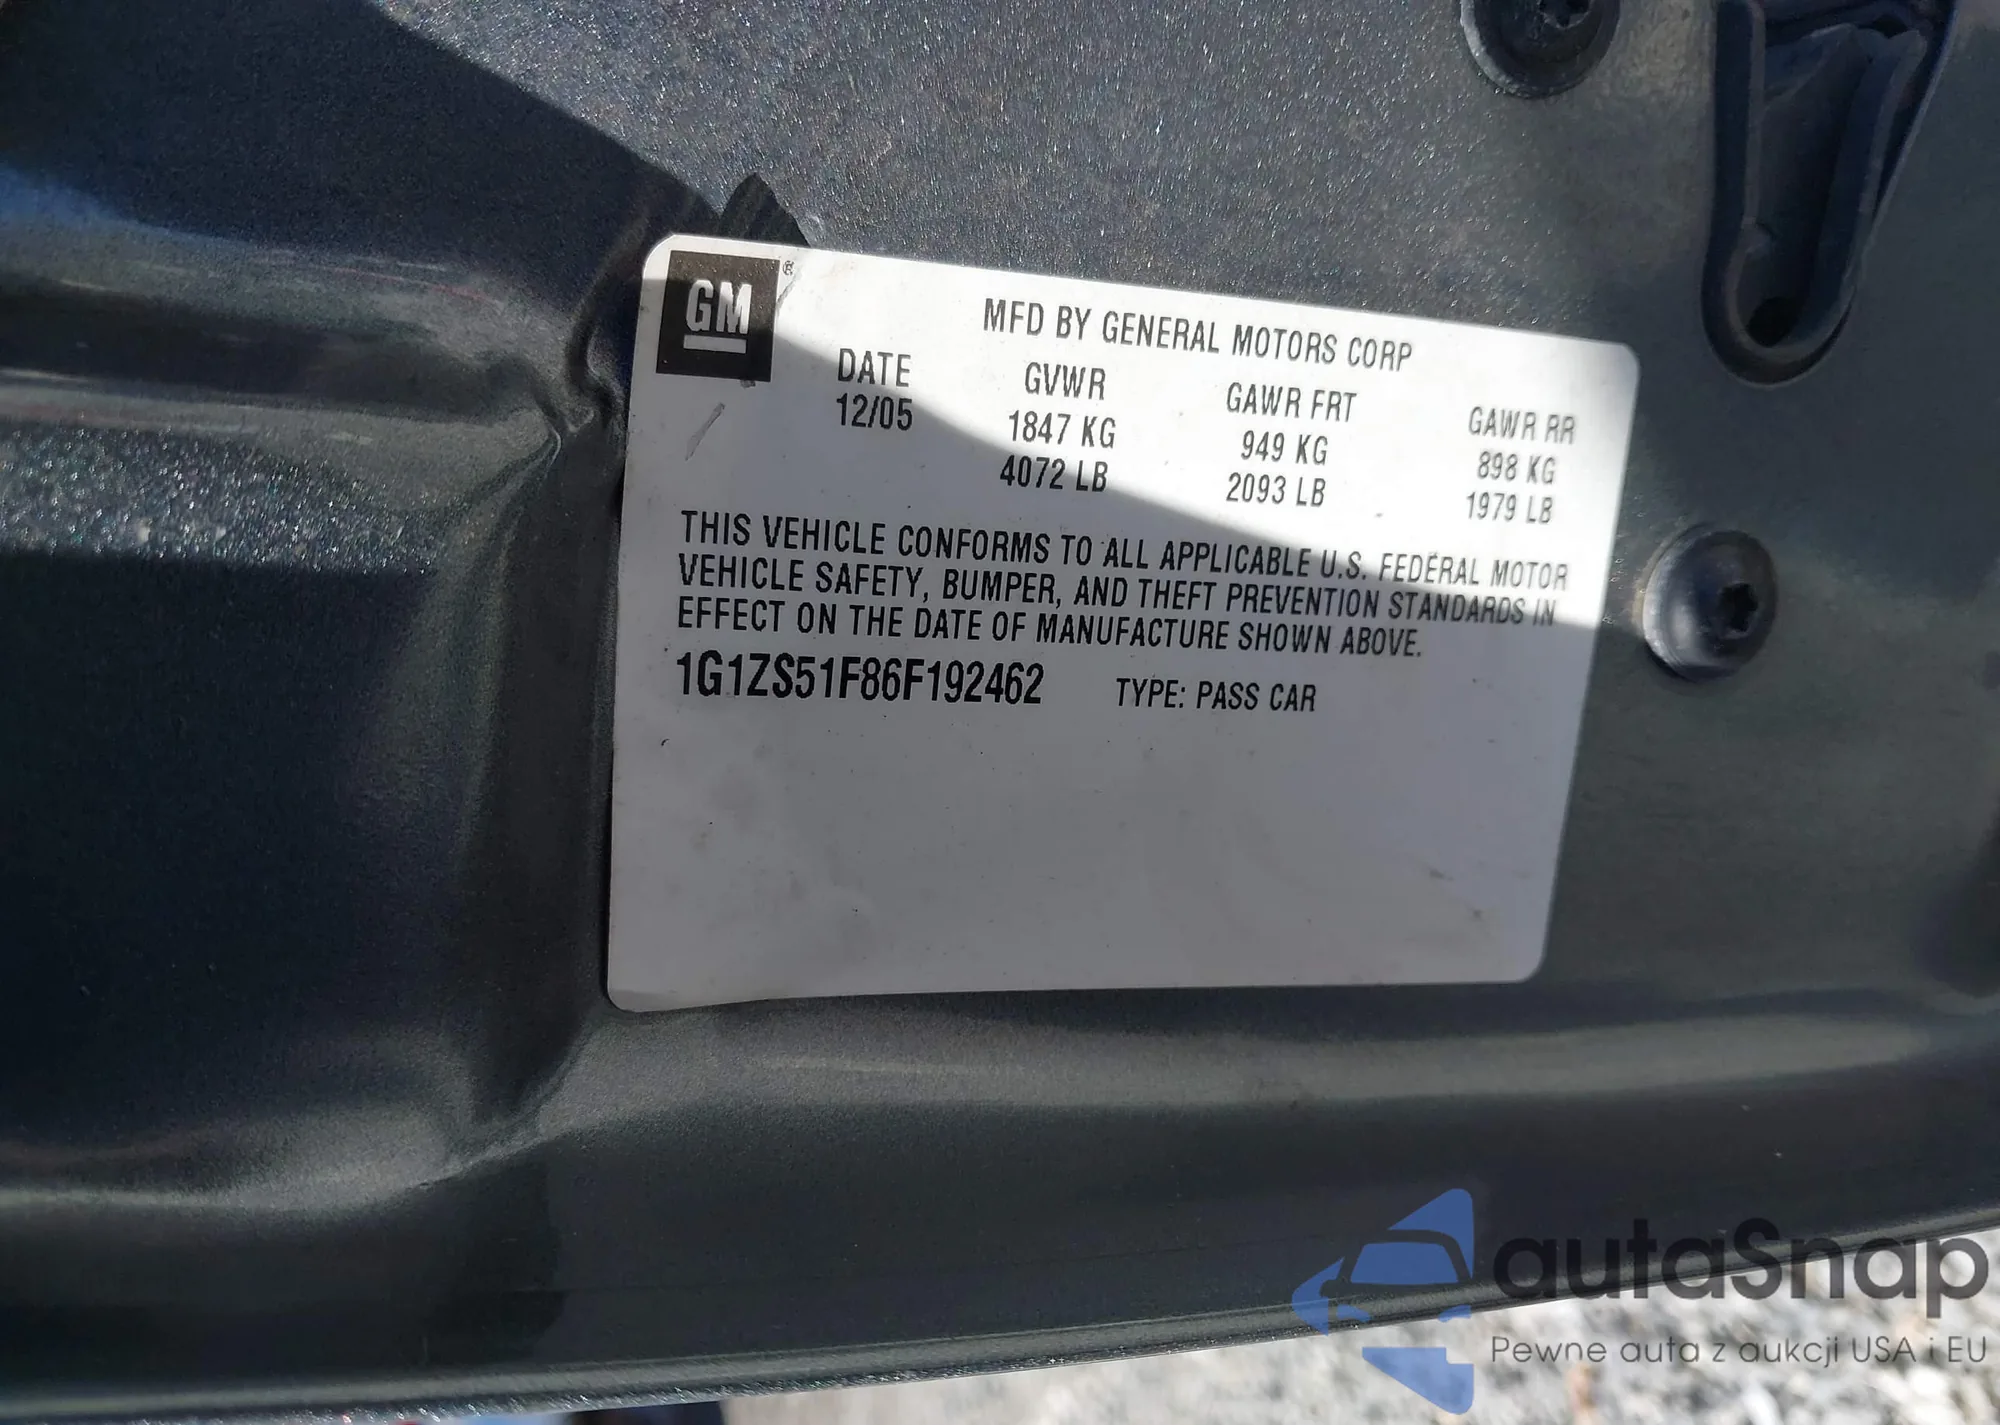 GM ®
MFD BY GENERAL MOTORS CORP
DATE GVWR GAWR FRT GAWR RR
12/05 1847 KG 949 KG 898 KG
4072 LB 2093 LB 1979 LB
THIS VEHICLE CONFORMS TO ALL APPLICABLE U.S. FEDERAL MOTOR
VEHICLE SAFETY, BUMPER, AND THEFT PREVENTION STANDARDS IN
EFFECT ON THE DATE OF MANUFACTURE SHOWN ABOVE.
1G1ZS51F86F192462 TYPE: PASS CAR
autaSnap
Pewne auta z aukcji USA i EU